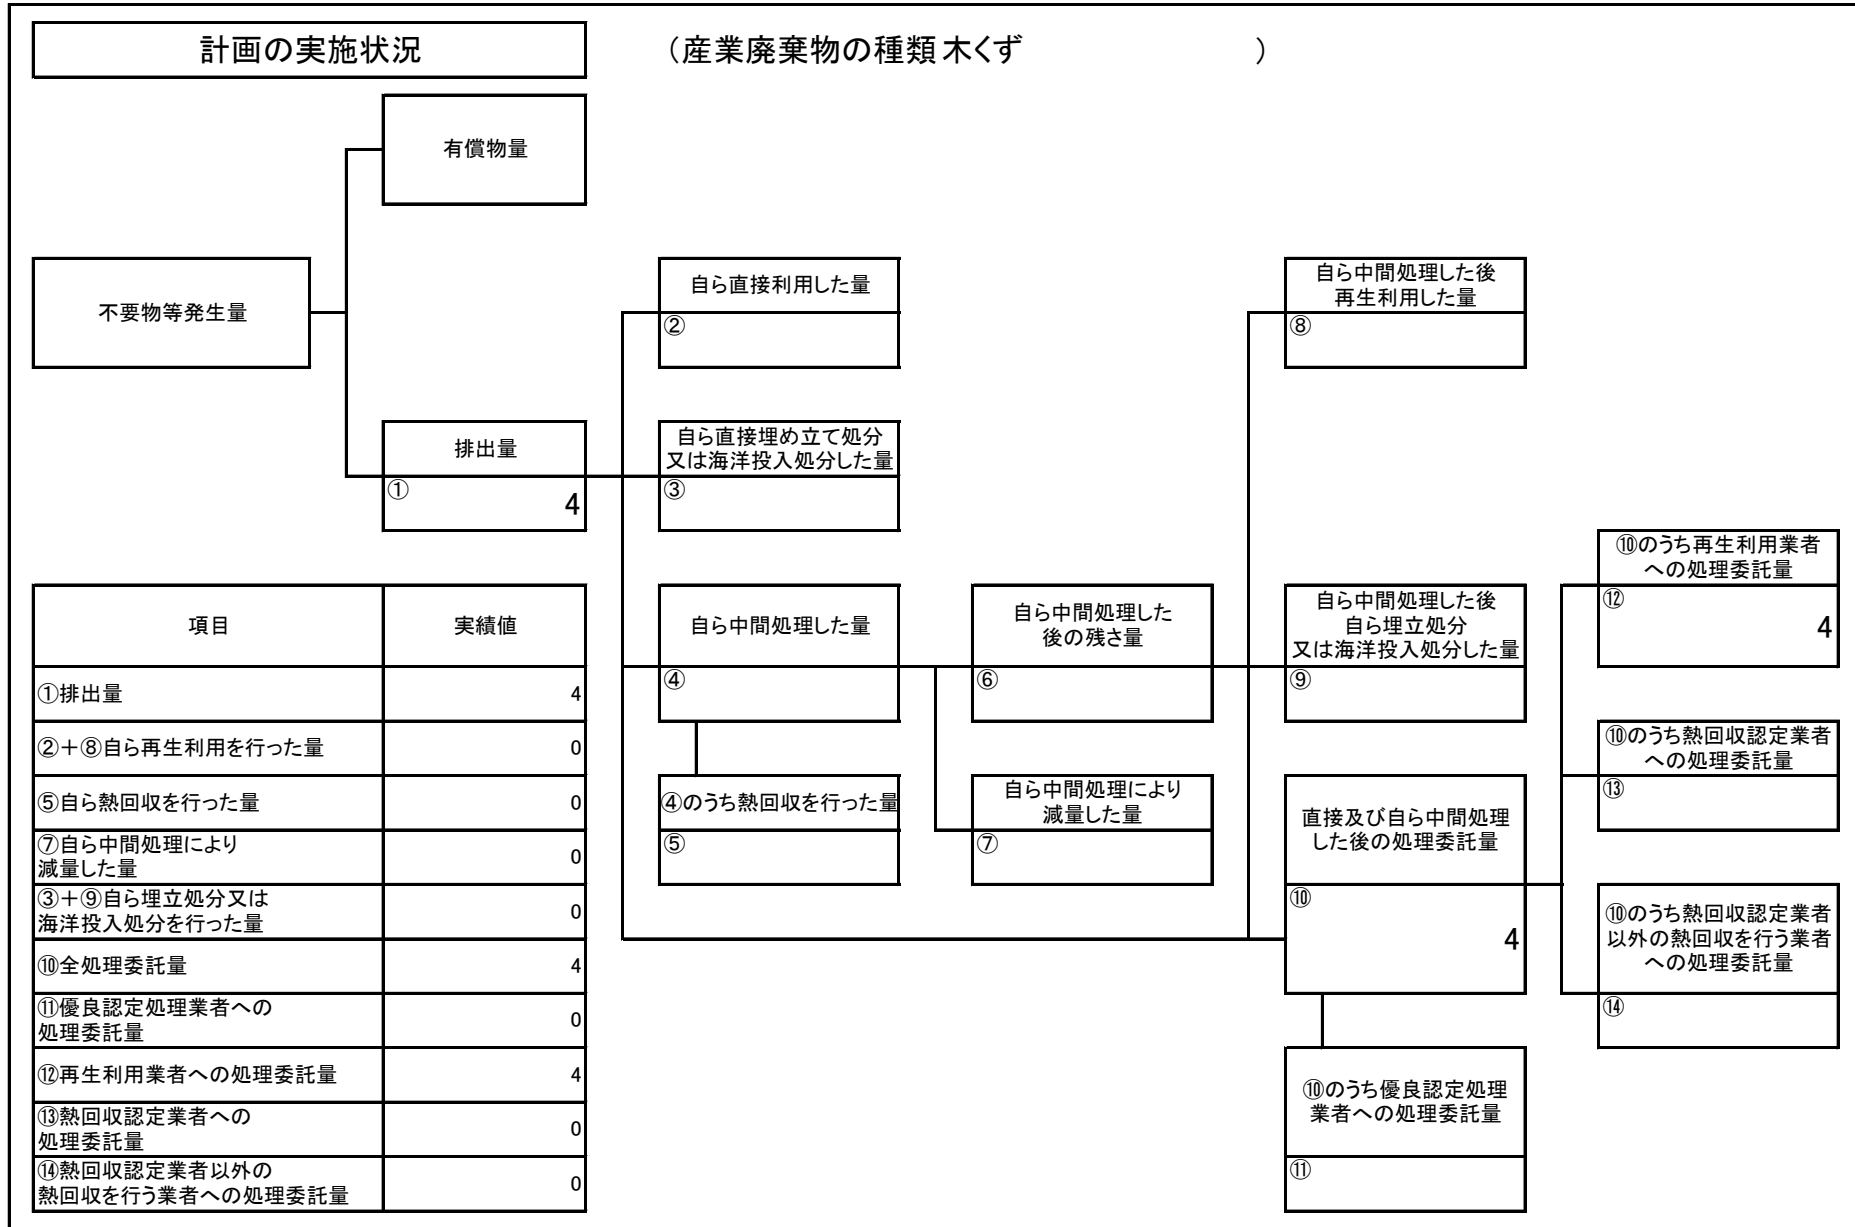 計画の実施状況
（産業廃棄物の種類 木くず　　　　　　　）
有償物量
不要物等発生量
自ら直接利用した量
②
自ら中間処理した後
再生利用した量
⑧
排出量
①
4
自ら直接埋め立て処分
又は海洋投入処分した量
③
⑩のうち再生利用業者
への処理委託量
⑫
4
自ら中間処理した量
④
自ら中間処理した
後の残さ量
⑥
自ら中間処理した後
自ら埋立処分
又は海洋投入処分した量
⑨
⑩のうち熱回収認定業者
への処理委託量
⑬
④のうち熱回収を行った量
⑤
自ら中間処理により
減量した量
⑦
直接及び自ら中間処理
した後の処理委託量
⑩
4
⑩のうち熱回収認定業者
以外の熱回収を行う業者
への処理委託量
⑭
⑩のうち優良認定処理
業者への処理委託量
⑪
項目 実績値
①排出量 4
②＋⑧自ら再生利用を行った量 0
⑤自ら熱回収を行った量 0
⑦自ら中間処理により
減量した量 0
③＋⑨自ら埋立処分又は
海洋投入処分を行った量 0
⑩全処理委託量 4
⑪優良認定処理業者への
処理委託量 0
⑫再生利用業者への処理委託量 4
⑬熱回収認定業者への
処理委託量 0
⑭熱回収認定業者以外の
熱回収を行う業者への処理委託量 0